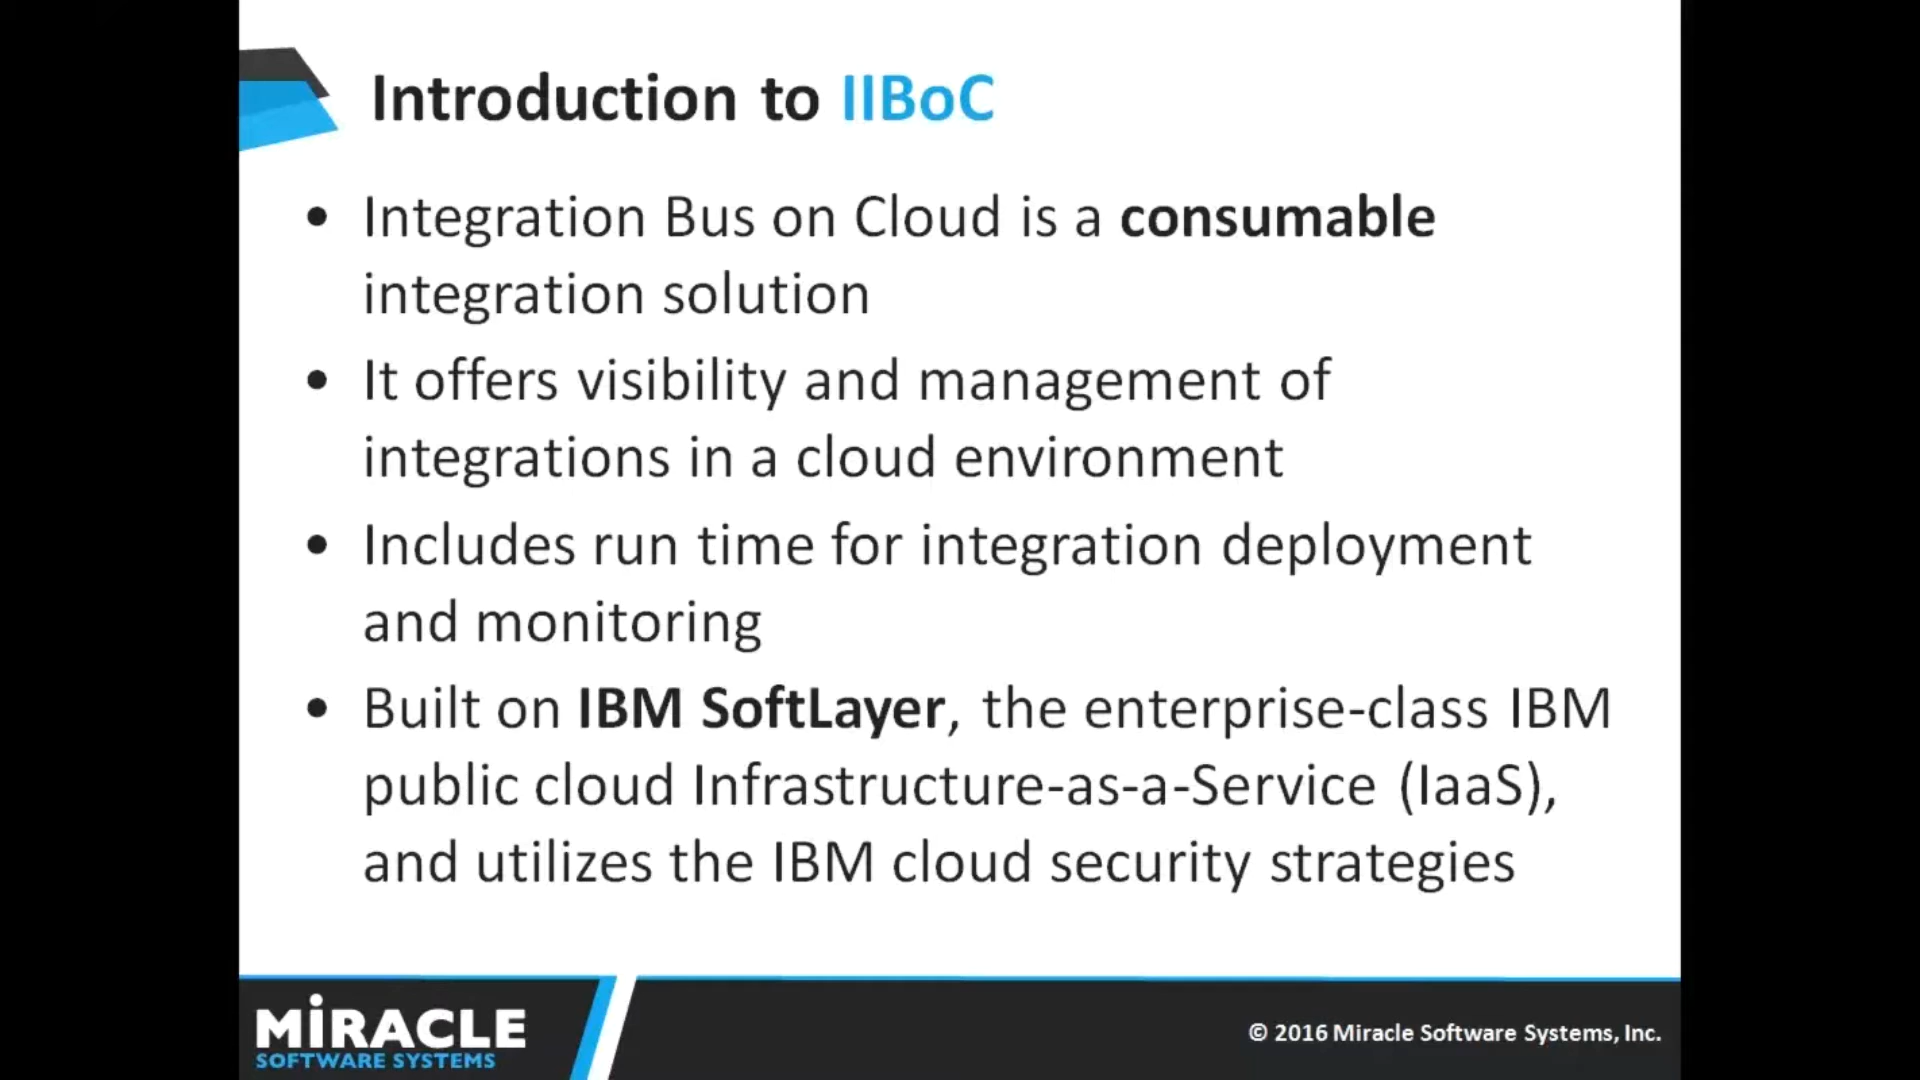 Introduction to IIBoC
• Integration Bus on Cloud is a consumable
integration solution
• It offers visibility and management of
integrations in a cloud environment
• Includes run time for integration deployment
and monitoring
• Built on IBM SoftLayer, the enterprise-class IBM
public cloud Infrastructure-as-a-Service (IaaS),
and utilizes the IBM cloud security strategies
MiRACLE
SOFTWARE SYSTEMS
© 2016 Miracle Software Systems, Inc.